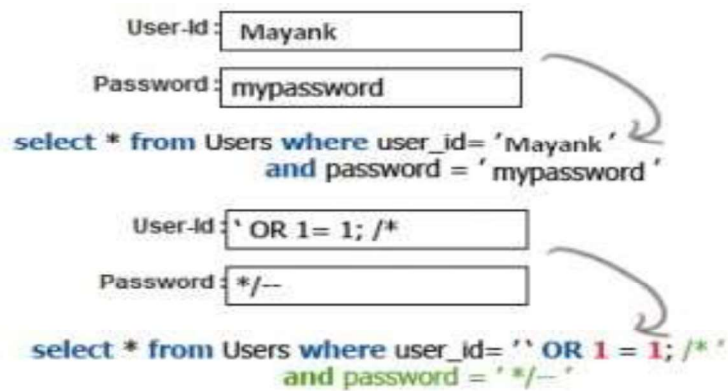 User-Id : Mayank
Password : mypassword
select * from Users where user_id= ‘Mayank’
and password = ‘mypassword’
User-Id : ` OR 1= 1; /*
Password : */--
select * from Users where user_id= ‘` OR 1 = 1; /* ’
and password = ‘ */-- ’